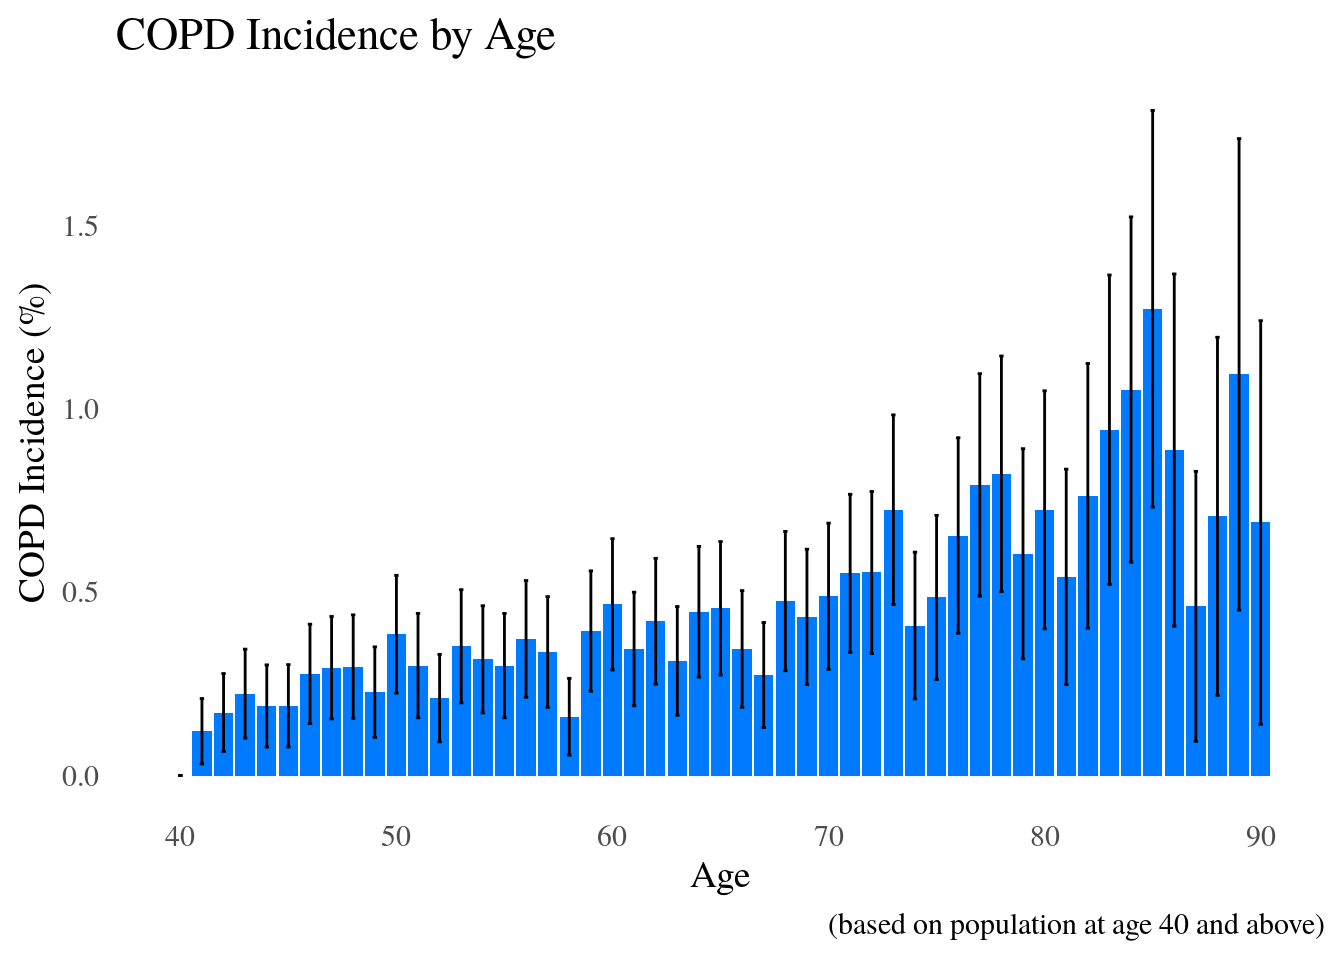 COPD Incidence by Age
COPD Incidence (%)
1.5
1.0
0.5
0.0
40 50 60 70 80 90
Age
(based on population at age 40 and above)